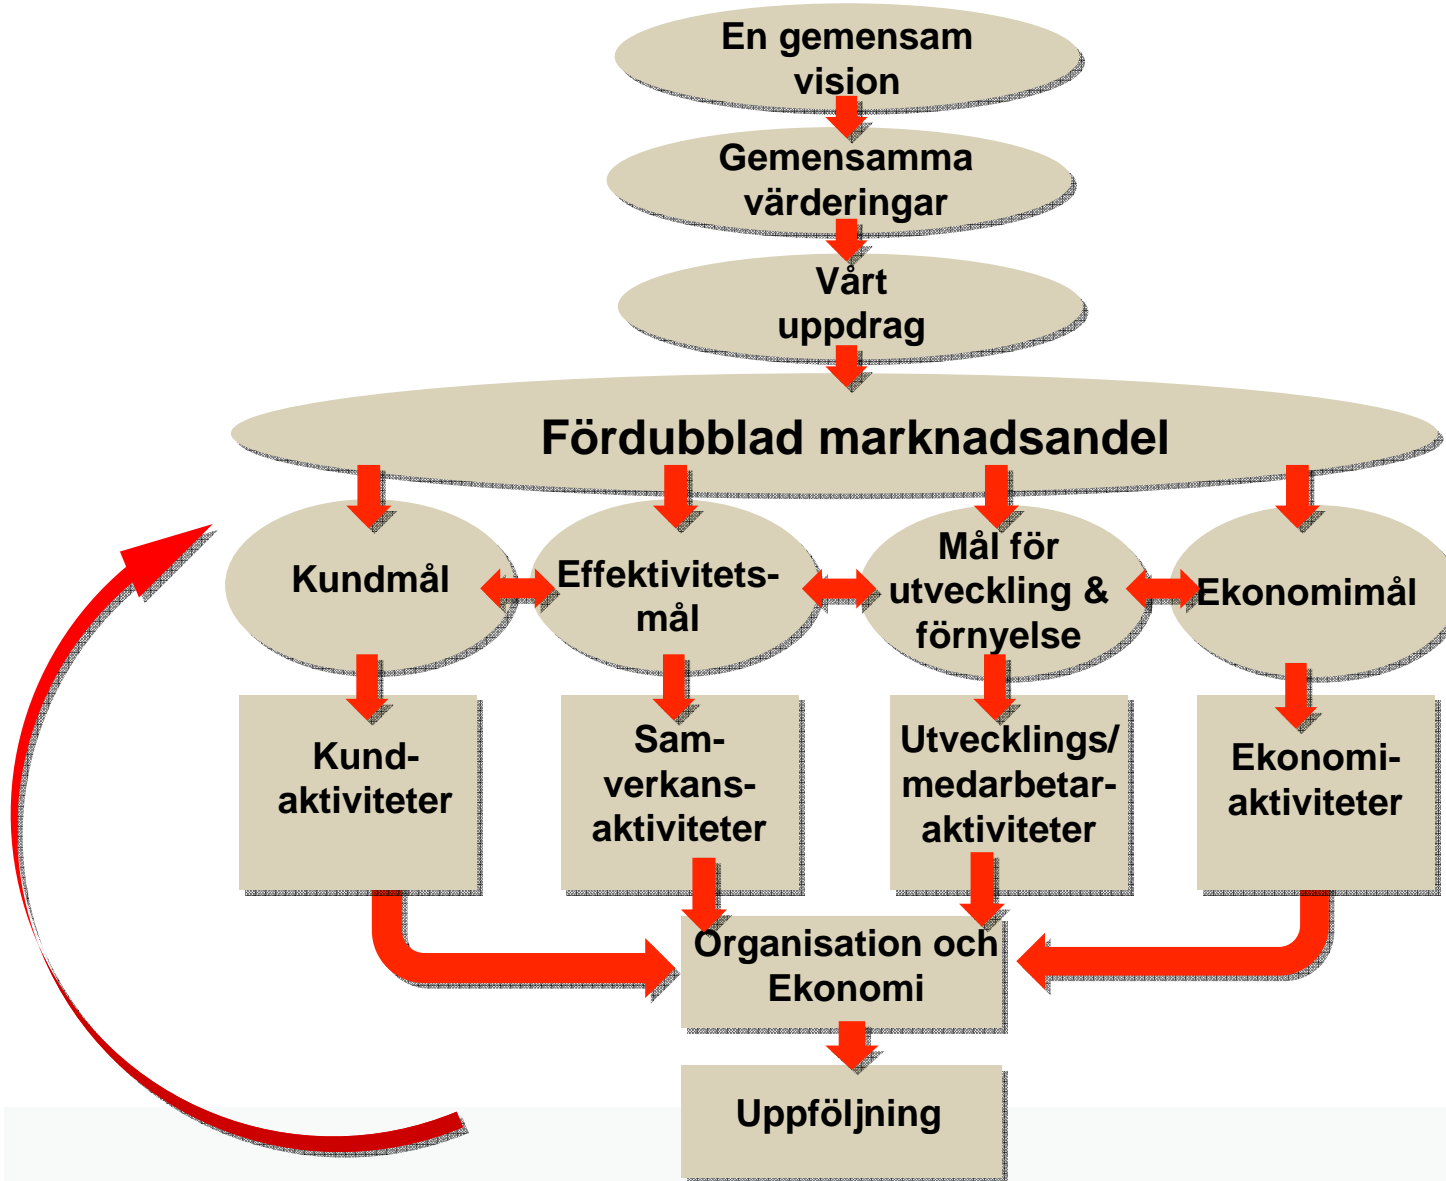 En gemensam
vision
Gemensamma
värderingar
Vårt
uppdrag
Fördubblad marknadsandel
Kundmål
Effektivitets-
mål
Mål för
utveckling &
förnyelse
Ekonomimål
Kund-
aktiviteter
Sam-
verkans-
aktiviteter
Utvecklings/
medarbetar-
aktiviteter
Ekonomi-
aktiviteter
Organisation och
Ekonomi
Uppföljning